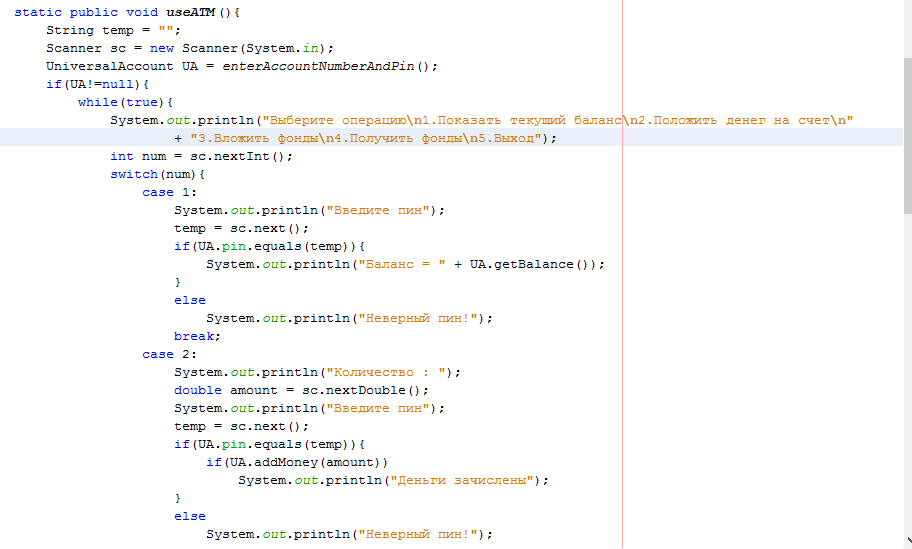 static public void useATM(){
String temp = "";
Scanner sc = new Scanner(System.in);
UniversalAccount UA = enterAccountNumberAndPin();
if(UA!=null){
while(true){
System.out.println("Выберите операцию\n1.Показать текущий баланс\n2.Положить денег на счет\n"
+ "3.Вложить фонды\n4.Получить фонды\n5.Выход");
int num = sc.nextInt();
switch(num){
case 1:
System.out.println("Введите пин");
temp = sc.next();
if(UA.pin.equals(temp)){
System.out.println("Баланс = " + UA.getBalance());
}
else
System.out.println("Неверный пин!");
break;
case 2:
System.out.println("Количество : ");
double amount = sc.nextDouble();
System.out.println("Введите пин");
temp = sc.next();
if(UA.pin.equals(temp)){
if(UA.addMoney(amount))
System.out.println("Деньги зачислены");
}
else
System.out.println("Неверный пин!");